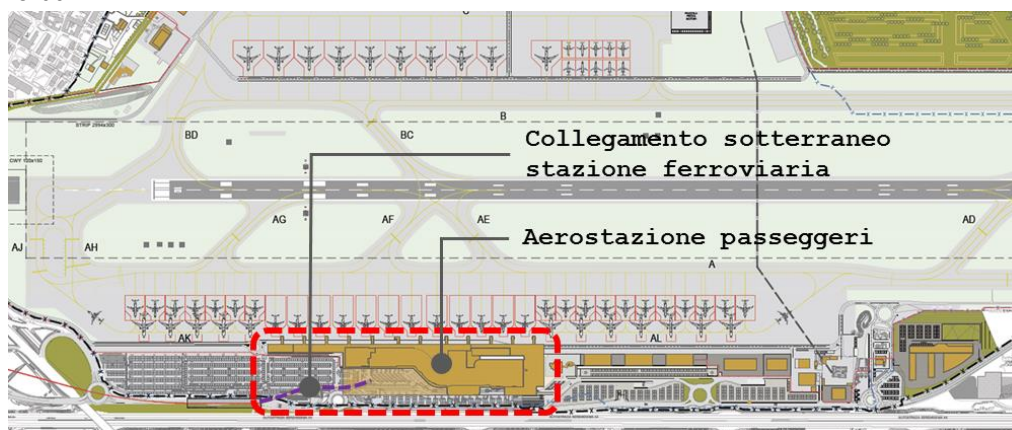 B
BD
BC
Collegamento sotterraneo
stazione ferroviaria
AG
AF
AE
AD
AJ
AH
Aerostazione passeggeri
A
AK
AL